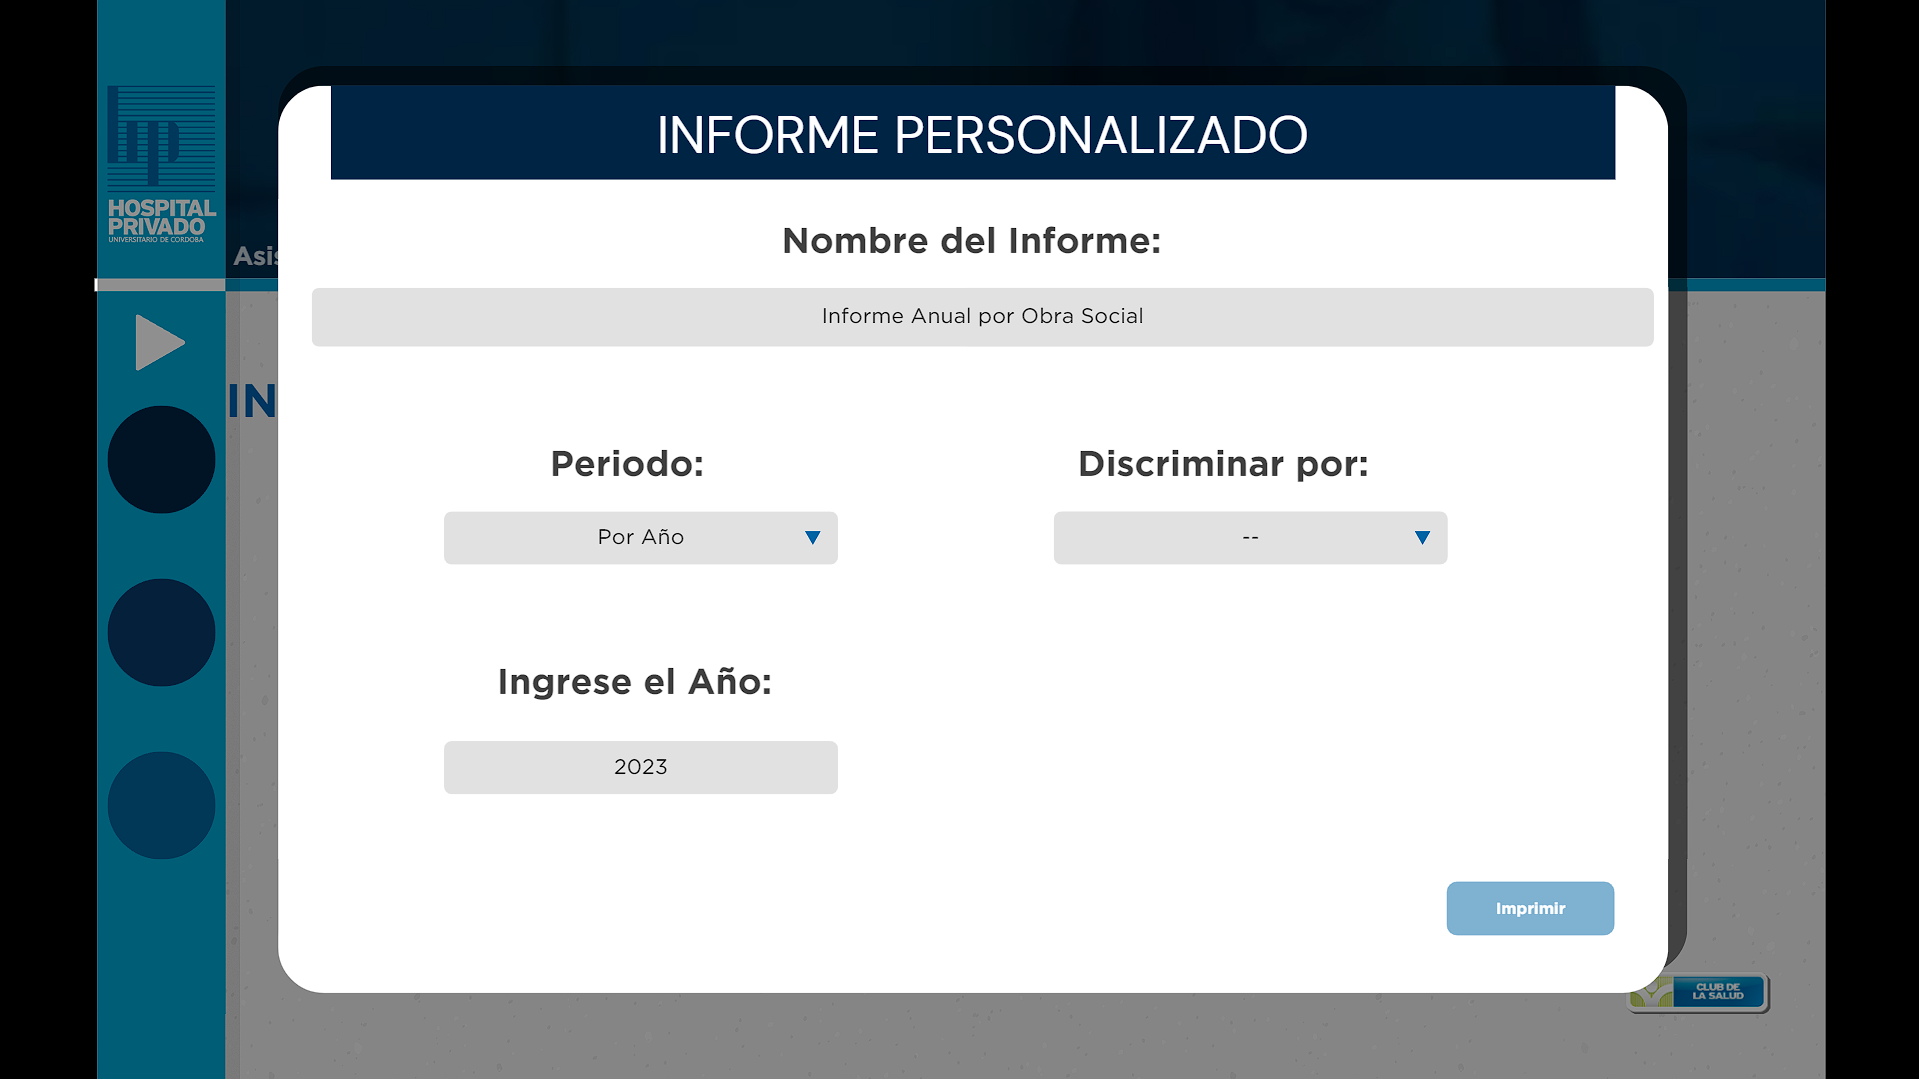 HOSPITAL
PRIVADO
UNIVERSITARIO DE CORDOBA
Asis
IN
INFORME PERSONALIZADO
Nombre del Informe:
Informe Anual por Obra Social
Periodo:
Discriminar por:
Por Año
--
Ingrese el Año:
2023
Imprimir
CLUB DE
LA SALUD